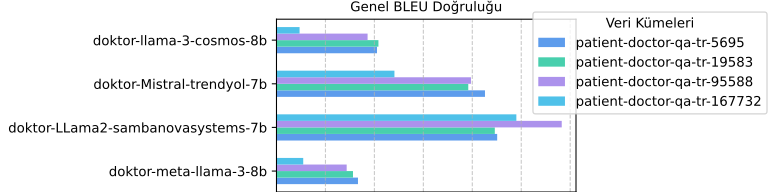 Genel BLEU Doğruluğu
Veri Kümeleri
patient-doctor-qa-tr-5695
patient-doctor-qa-tr-19583
patient-doctor-qa-tr-95588
patient-doctor-qa-tr-167732
doktor-llama-3-cosmos-8b
doktor-Mistral-trendyol-7b
doktor-LLama2-sambanovasystems-7b
doktor-meta-llama-3-8b